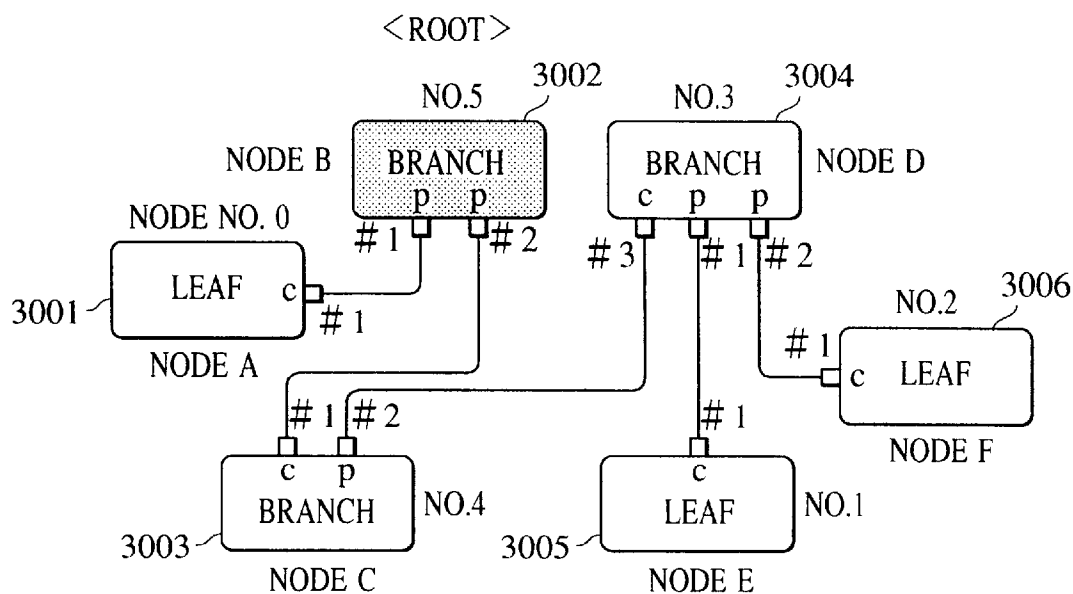 <ROOT>
NO.5 3002
NO.3 3004
NODE B BRANCH
BRANCH NODE D
p p
c p p
NODE NO. 0
#1 #2
#3 #1 #2
LEAF c
3001
#1
NO.2 3006
NODE A
#1
c LEAF
#1 #2
#1
NODE F
c p
c
BRANCH NO.4
LEAF NO.1
3003
3005
NODE C
NODE E